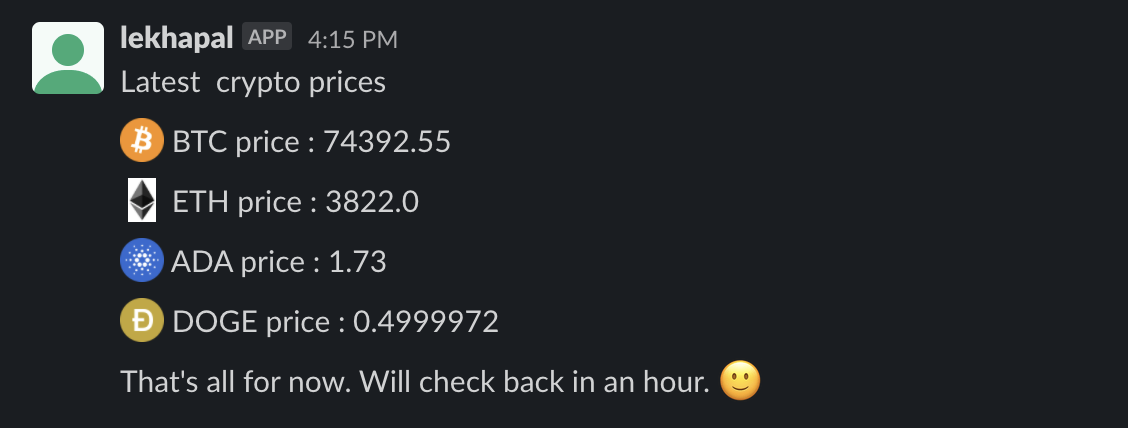 lekhapal APP 4:15 PM
Latest  crypto prices
BTC price : 74392.55
ETH price : 3822.0
ADA price : 1.73
DOGE price : 0.4999972
That's all for now. Will check back in an hour. 🙂